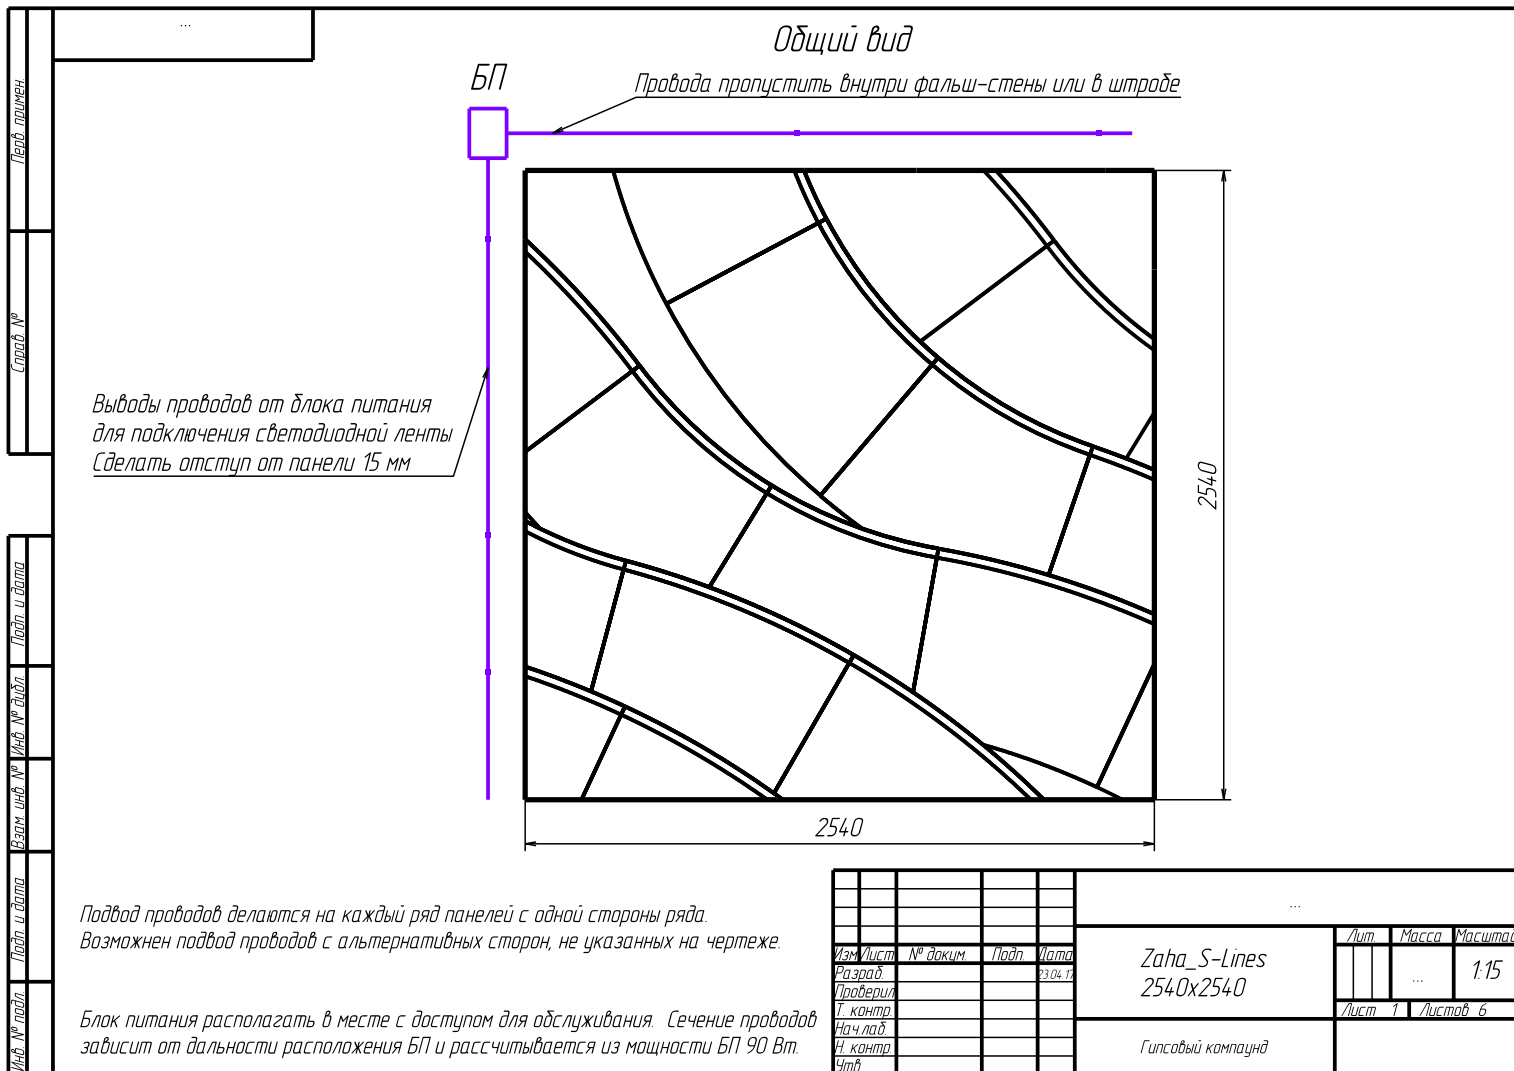 ...
Общий вид
БП
Провода пропустить внутри фальш-стены или в штробе
Перв. примен.
Справ. №
Выводы проводов от блока питания
для подключения светодиодной ленты
Сделать отступ от панели 15 мм
2540
2540
Подп. и дата
Инв. № дубл.
Взам. инв. №
Подп. и дата
Инв. № подл.
Подвод проводов делаются на каждый ряд панелей с одной стороны ряда.
Возможен подвод проводов с альтернативных сторон, не указанных на чертеже.
Блок питания располагать в месте с доступом для обслуживания. Сечение проводов
зависит от дальности расположения БП и рассчитывается из мощности БП 90 Вт.
...
Изм Лист № докум. Подп. Дата
Разраб. 23.04.17
Проверил
Т. контр.
Нач.лаб.
Н. контр.
Утв.
Zaha_S-Lines
2540x2540
Лит. Масса Масштаб
... 1:15
Лист 1 Листов 6
Гипсовый компаунд